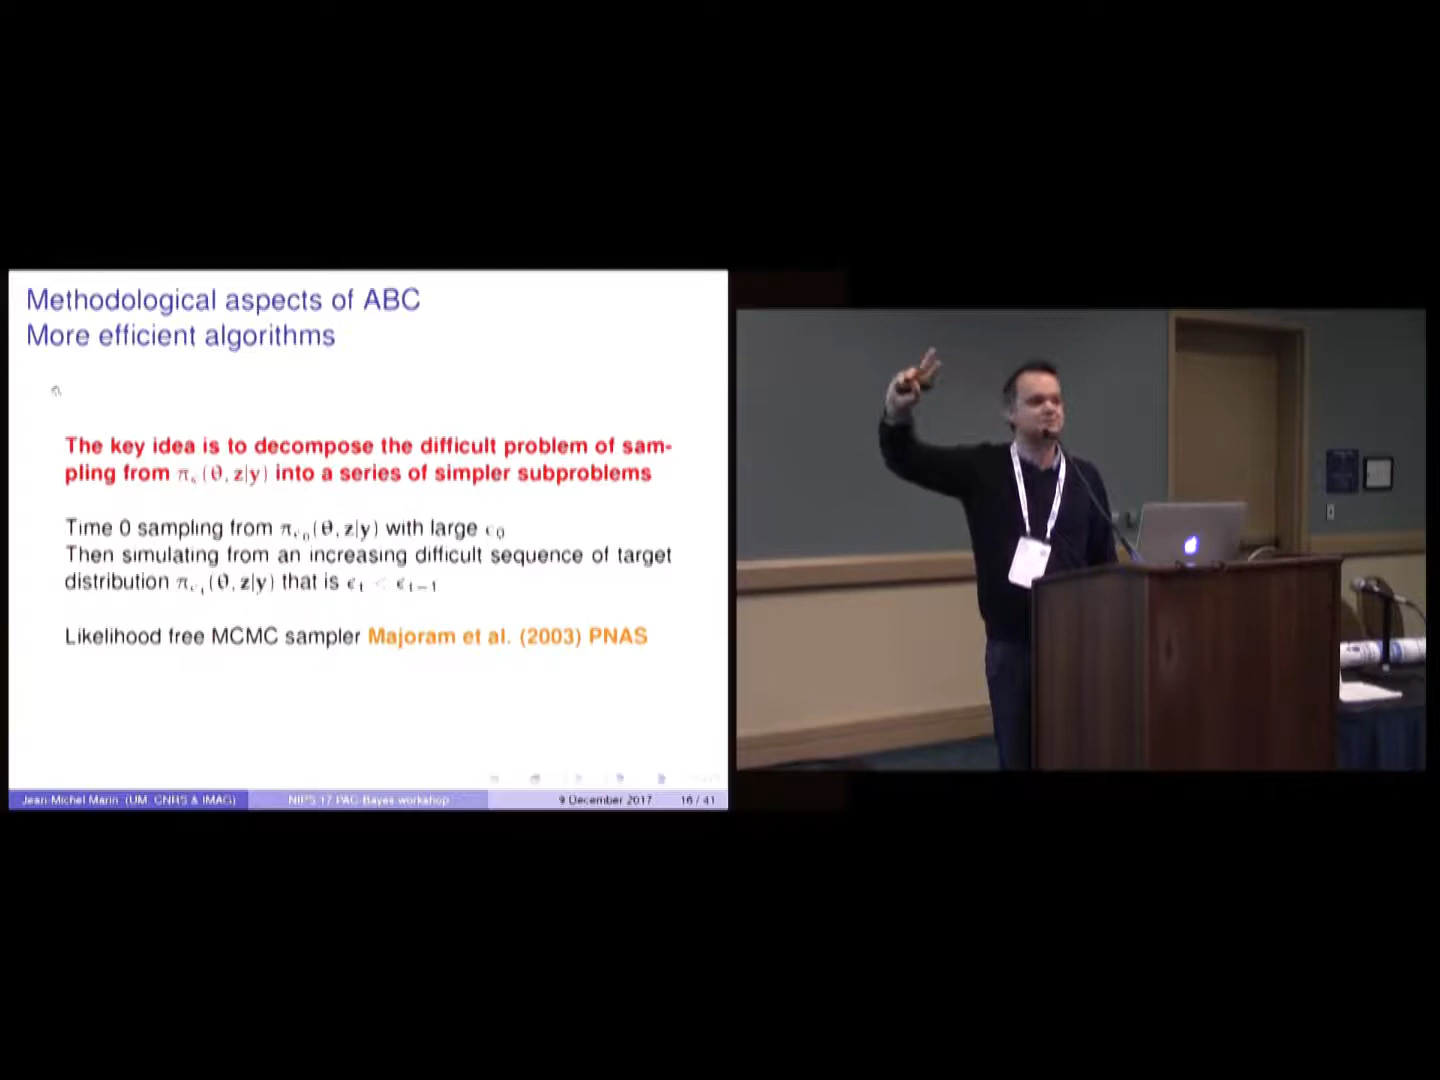 Methodological aspects of ABC
More efficient algorithms
The key idea is to decompose the difficult problem of sam-
pling from π_ϵ(θ, z|y) into a series of simpler subproblems
Time 0 sampling from π_ϵ₀(θ, z|y) with large ϵ₀
Then simulating from an increasing difficult sequence of target
distribution π_ϵₜ(θ, z|y) that is ϵₜ < ϵₜ₋₁
Likelihood free MCMC sampler Majoram et al. (2003) PNAS
Jean-Michel Marin (UM, CNRS & IMAG) NIPS 17 PAC-Bayes workshop 9 December 2017 16 / 41